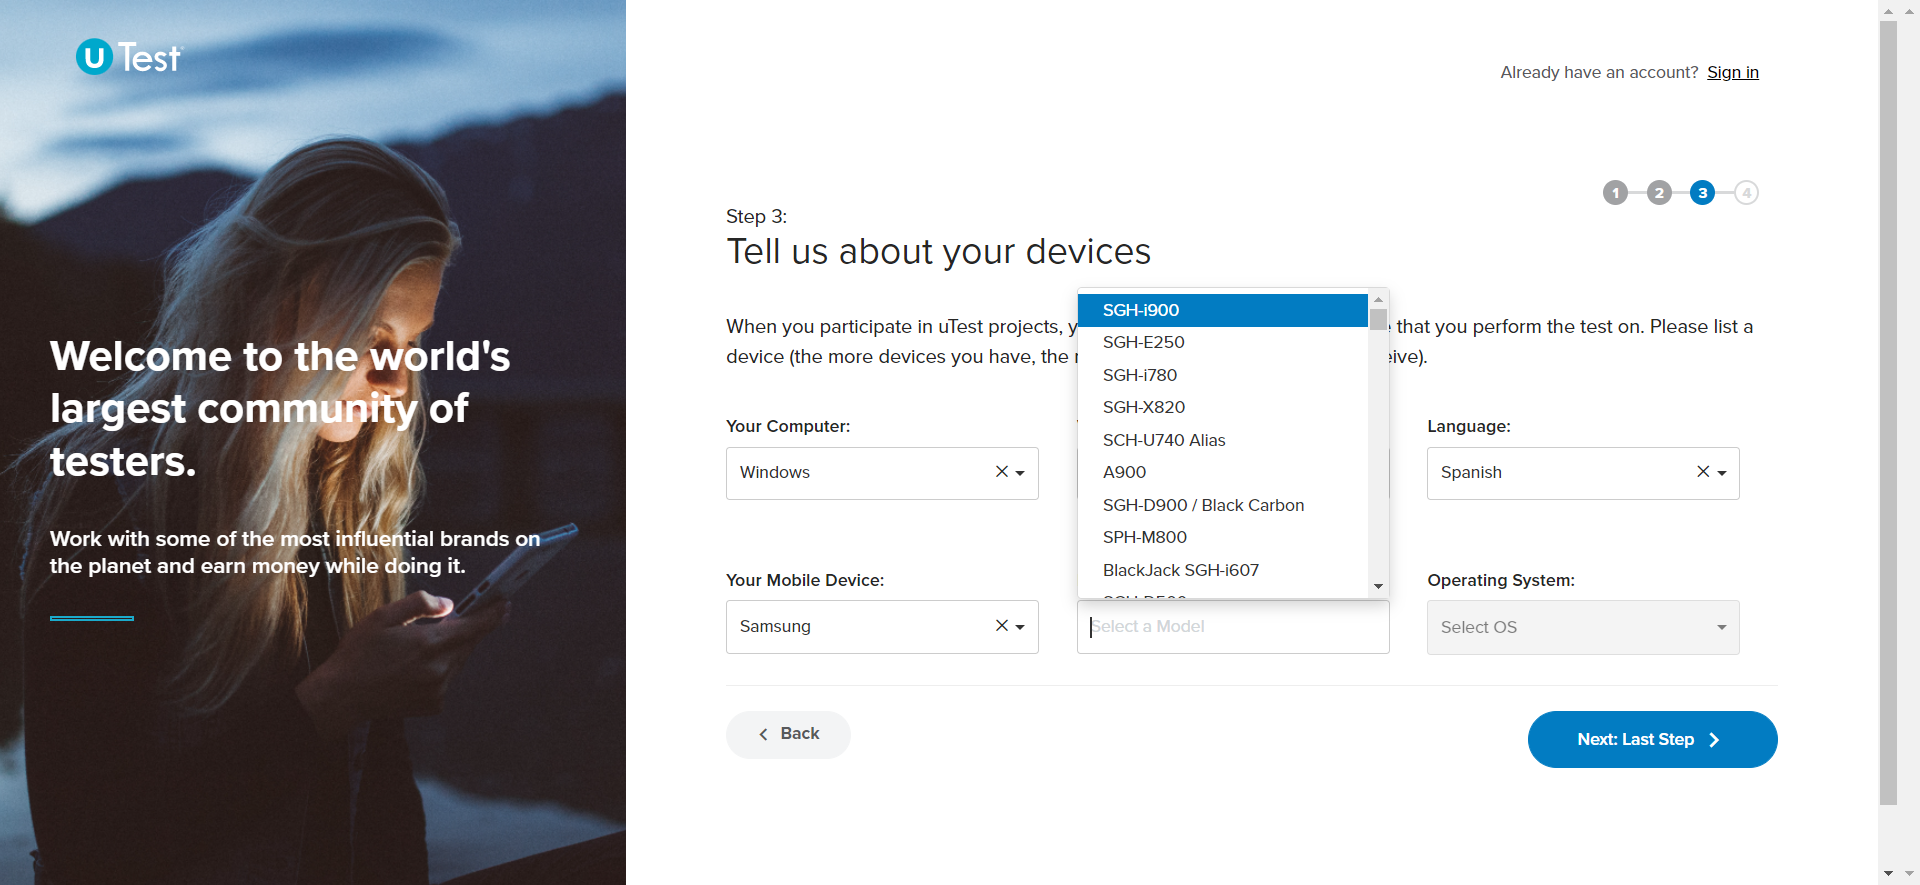 U Test
Welcome to the world's
largest community of
testers.
Work with some of the most influential brands on
the planet and earn money while doing it.
Already have an account? Sign in
1 2 3 4
Step 3:
Tell us about your devices
When you participate in uTest projects, that you perform the test on. Please list a
device (the more devices you have, the
Your Computer:
Windows
Language:
Spanish
SGH-i900
SGH-E250
SGH-i780
SGH-X820
SCH-U740 Alias
A900
SGH-D900 / Black Carbon
SPH-M800
BlackJack SGH-i607
Your Mobile Device:
Samsung
Select a Model
Operating System:
Select OS
Back
Next: Last Step